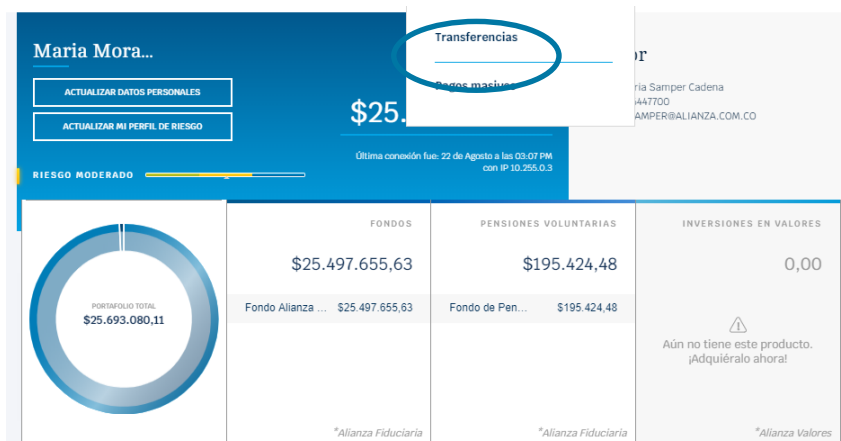 Transferencias
Pagos masivos
Maria Mora...
ACTUALIZAR DATOS PERSONALES
ACTUALIZAR MI PERFIL DE RIESGO
$25.
Última conexión fue: 22 de Agosto a las 03:07 PM
con IP 10.255.0.3
RIESGO MODERADO
or
ria Samper Cadena
447700
AMPER@ALIANZA.COM.CO
PORTAFOLIO TOTAL
$25.693.080,11
FONDOS
$25.497.655,63
Fondo Alianza ... $25.497.655,63
*Alianza Fiduciaria
PENSIONES VOLUNTARIAS
$195.424,48
Fondo de Pen... $195.424,48
*Alianza Fiduciaria
INVERSIONES EN VALORES
0,00
Aún no tiene este producto.
¡Adquiéralo ahora!
*Alianza Valores